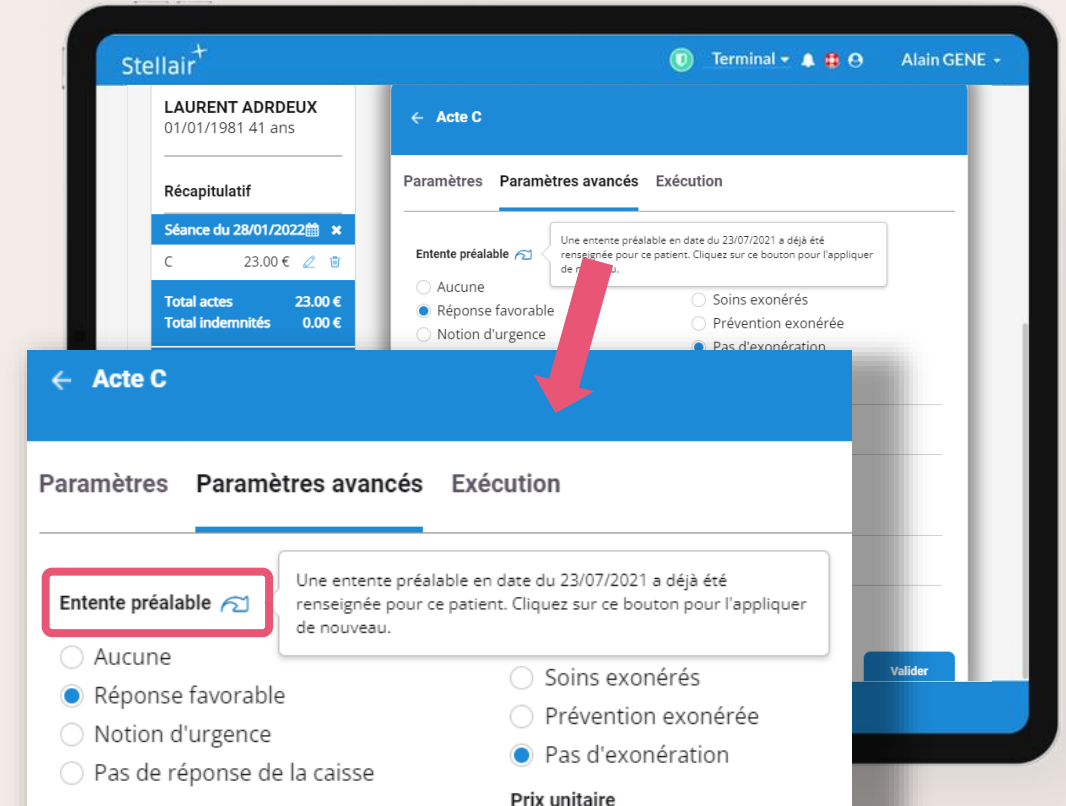 Stellair+
Terminal
Alain GENE
LAURENT ADRDEUX
01/01/1981 41 ans
Récapitulatif
Séance du 28/01/2022
C 23.00 €
Total actes 23.00 €
Total indemnités 0.00 €
← Acte C
Paramètres Paramètres avancés Exécution
Entente préalable
Une entente préalable en date du 23/07/2021 a déjà été
renseignée pour ce patient. Cliquez sur ce bouton pour l'appliquer
de
Aucune
Réponse favorable
Notion d'urgence
Soins exonérés
Prévention exonérée
Pas d'exonération
Valider
← Acte C
Paramètres Paramètres avancés Exécution
Entente préalable
Une entente préalable en date du 23/07/2021 a déjà été
renseignée pour ce patient. Cliquez sur ce bouton pour l'appliquer
de nouveau.
Aucune
Réponse favorable
Notion d'urgence
Pas de réponse de la caisse
Soins exonérés
Prévention exonérée
Pas d'exonération
Prix unitaire